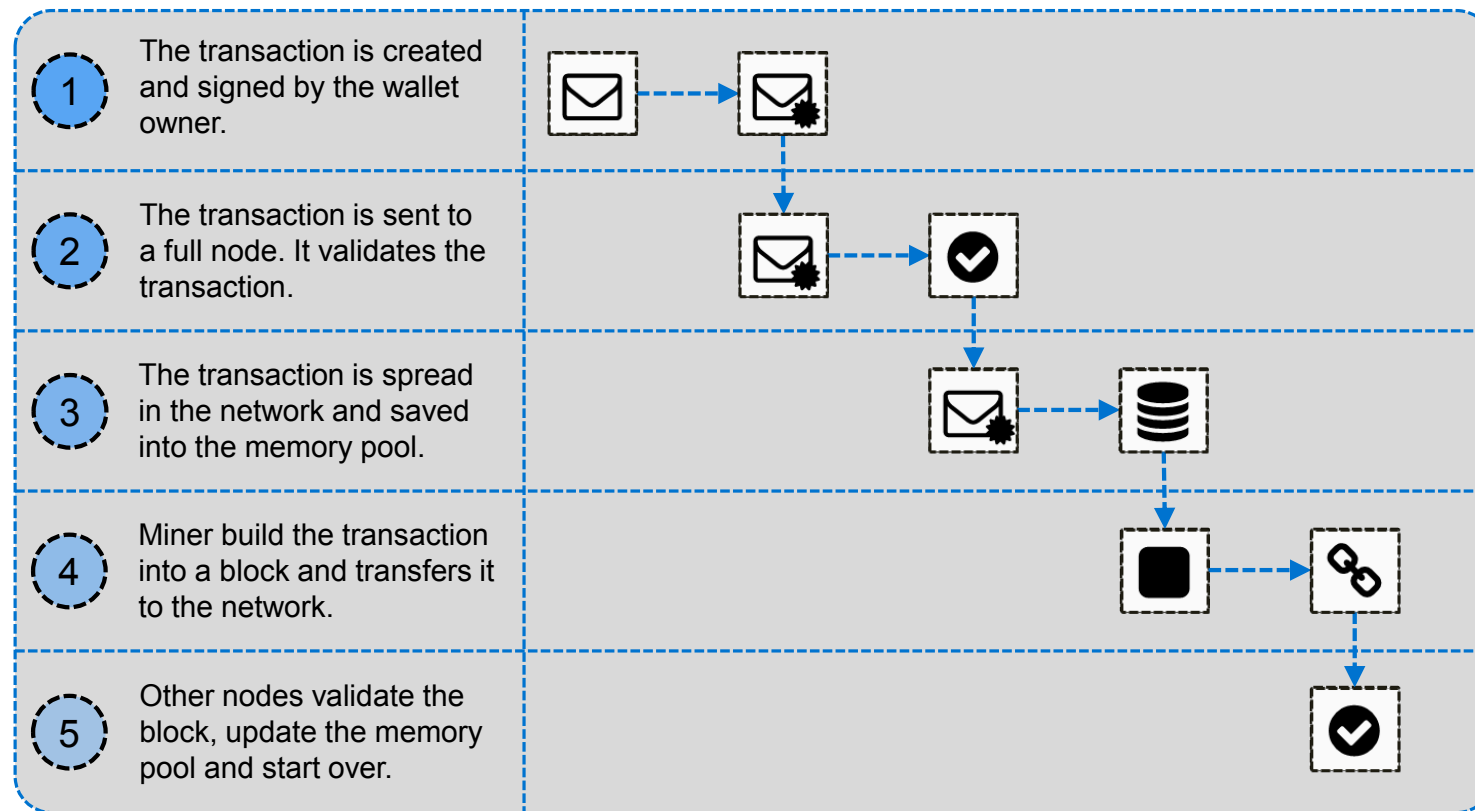 1
The transaction is created
and signed by the wallet
owner.
2
The transaction is sent to
a full node. It validates the
transaction.
3
The transaction is spread
in the network and saved
into the memory pool.
4
Miner build the transaction
into a block and transfers it
to the network.
5
Other nodes validate the
block, update the memory
pool and start over.